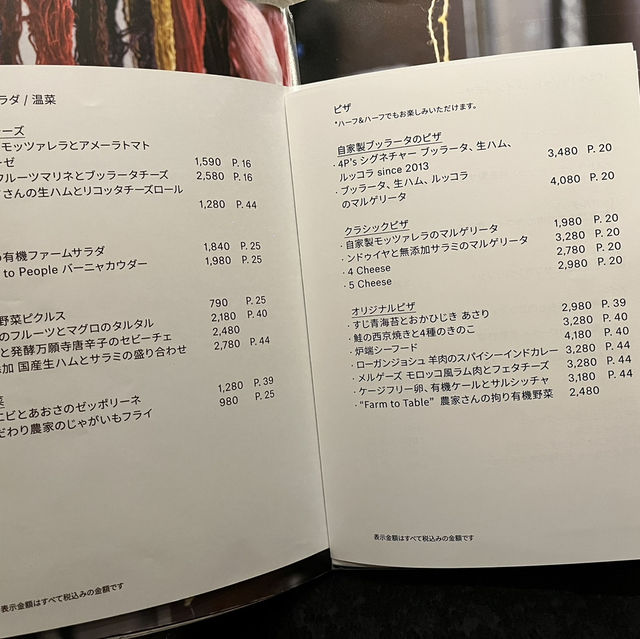 ラダ / 温菜
ーズ
モッツァレラとアメーラトマト
ーゼ 1,590 P. 16
フルーツマリネとブッラータチーズ 2,580 P. 16
さんの生ハムとリコッタチーズロール
1,280 P. 44
有機ファームサラダ 1,840 P. 25
to People バーニャカウダー 1,980 P. 25
野菜ピクルス 790 P. 25
のフルーツとマグロのタルタル 2,180 P. 40
と発酵万願寺唐辛子のセビーチェ 2,480
加 国産生ハムとサラミの盛り合わせ 2,780 P. 44
菜
エビとあおさのゼッポリーネ 1,280 P. 39
だわり農家のじゃがいもフライ 980 P. 25
表示金額はすべて税込みの金額です
ピザ
*ハーフ&ハーフでもお楽しみいただけます。
自家製ブッラータのピザ
・4P's シグネチャー ブッラータ、生ハム、
ルッコラ since 2013 3,480 P. 20
・ブッラータ、生ハム、ルッコラ
のマルゲリータ 4,080 P. 20
クラシックピザ
・自家製モッツァレラのマルゲリータ 1,980 P. 20
・ンドゥイヤと無添加サラミのマルゲリータ 3,280 P. 20
・4 Cheese 2,780 P. 20
・5 Cheese 2,980 P. 20
オリジナルピザ
・すじ青海苔とおかひじき あさり 2,980 P. 39
・鮭の西京焼きと4種のきのこ 3,280 P. 40
・炉端シーフード 4,180 P. 40
・ローガンジョシュ 羊肉のスパイシーインドカレー 3,280 P. 44
・メルゲーズ モロッコ風ラム肉とフェタチーズ 3,280 P. 44
・ケージフリー卵、有機ケールとサルシッチャ 3,180 P. 44
・“Farm to Table” 農家さんの拘り有機野菜 2,480
表示金額はすべて税込みの金額です